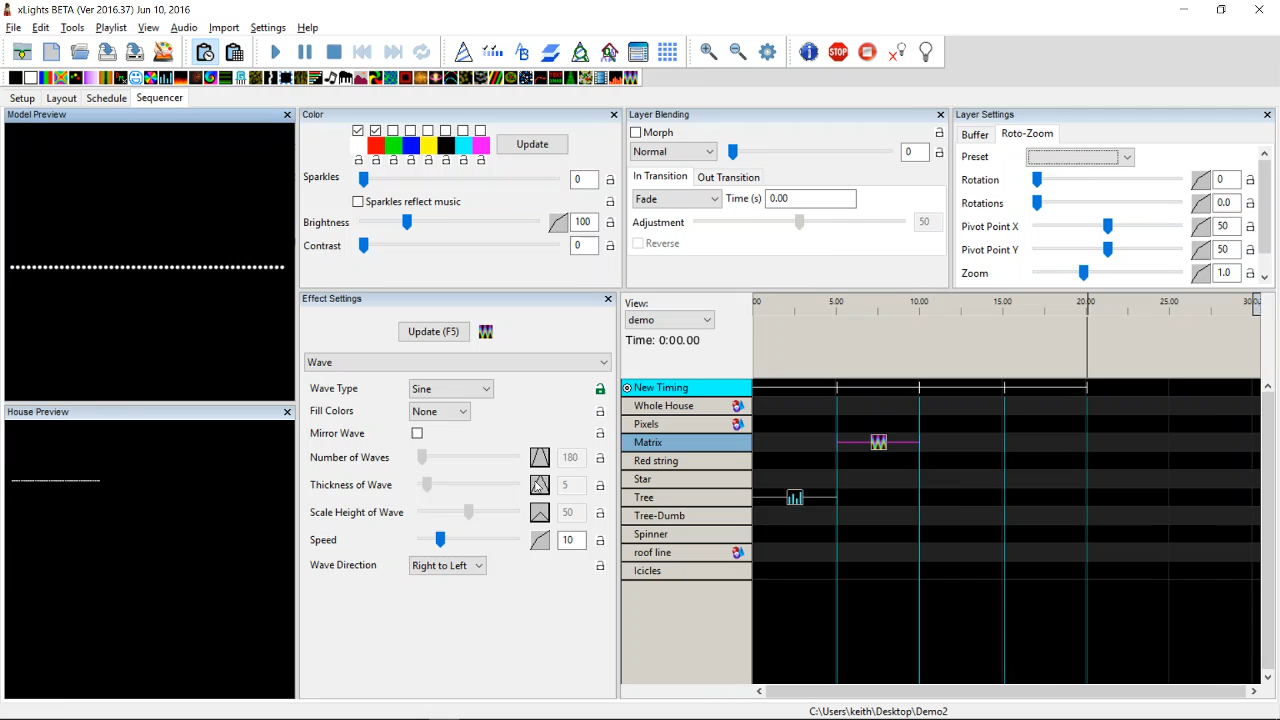 xLights BETA (Ver 2016.37) Jun 10, 2016
File Edit Tools Playlist View Audio Import Settings Help
Setup Layout Schedule Sequencer
Model Preview
House Preview
Color
Update
Sparkles 0
Sparkles reflect music
Brightness 100
Contrast 0
Layer Blending
Morph
Normal 0
In Transition Out Transition
Fade Time (s) 0.00
Adjustment 50
Reverse
Layer Settings
Buffer Roto-Zoom
Preset
Rotation 0
Rotations 0.0
Pivot Point X 50
Pivot Point Y 50
Zoom 1.0
Effect Settings
Update (F5)
Wave
Wave Type Sine
Fill Colors None
Mirror Wave
Number of Waves 180
Thickness of Wave 5
Scale Height of Wave 50
Speed 10
Wave Direction Right to Left
View:
demo
Time: 0:00.00
00 5.00 10.00 15.00 20.00 25.00
New Timing
Whole House
Pixels
Matrix
Red string
Star
Tree
Tree-Dumb
Spinner
roof line
Icicles
C:\Users\keith\Desktop\Demo2